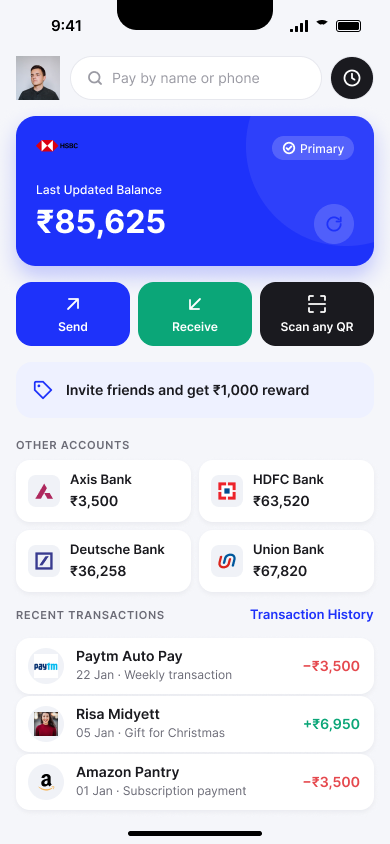 9:41
Pay by name or phone
HSBC
Primary
Last Updated Balance
₹85,625
Send
Receive
Scan any QR
Invite friends and get ₹1,000 reward
OTHER ACCOUNTS
Axis Bank
₹3,500
HDFC Bank
₹63,520
Deutsche Bank
₹36,258
Union Bank
₹67,820
RECENT TRANSACTIONS
Transaction History
paytm
Paytm Auto Pay
22 Jan · Weekly transaction
−₹3,500
Risa Midyett
05 Jan · Gift for Christmas
+₹6,950
a
Amazon Pantry
01 Jan · Subscription payment
−₹3,500